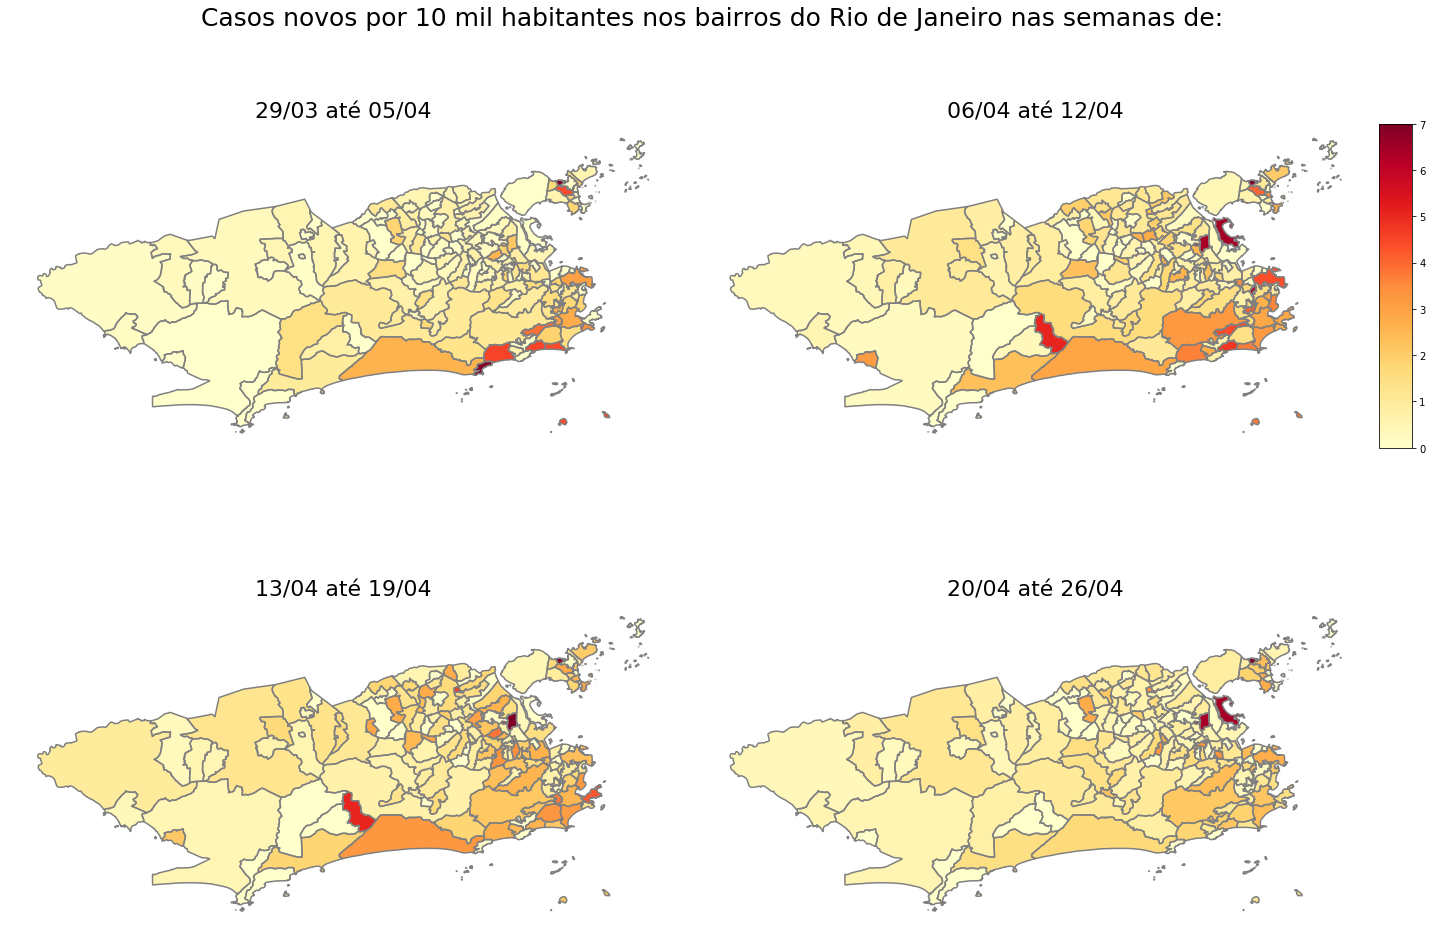 Casos novos por 10 mil habitantes nos bairros do Rio de Janeiro nas semanas de:
29/03 até 05/04
06/04 até 12/04
7
6
5
4
3
2
1
0
13/04 até 19/04
20/04 até 26/04